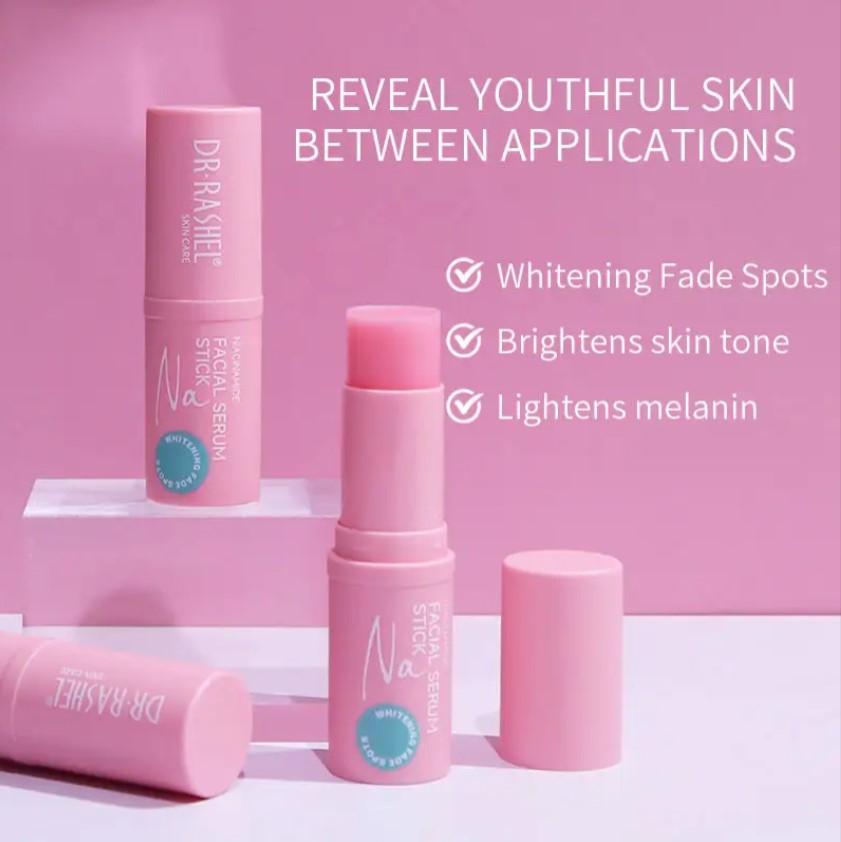 REVEAL YOUTHFUL SKIN
BETWEEN APPLICATIONS
Whitening Fade Spots
Brightens skin tone
Lightens melanin
DR·RASHEL®
SKIN CARE
NIACINAMIDE
FACIAL SERUM
STICK
Na
WHITENING FADE SPOTS
FACIAL SERUM
STICK
Na
WHITENING FADE SPOTS
DR·RASHEL®
SKIN CARE